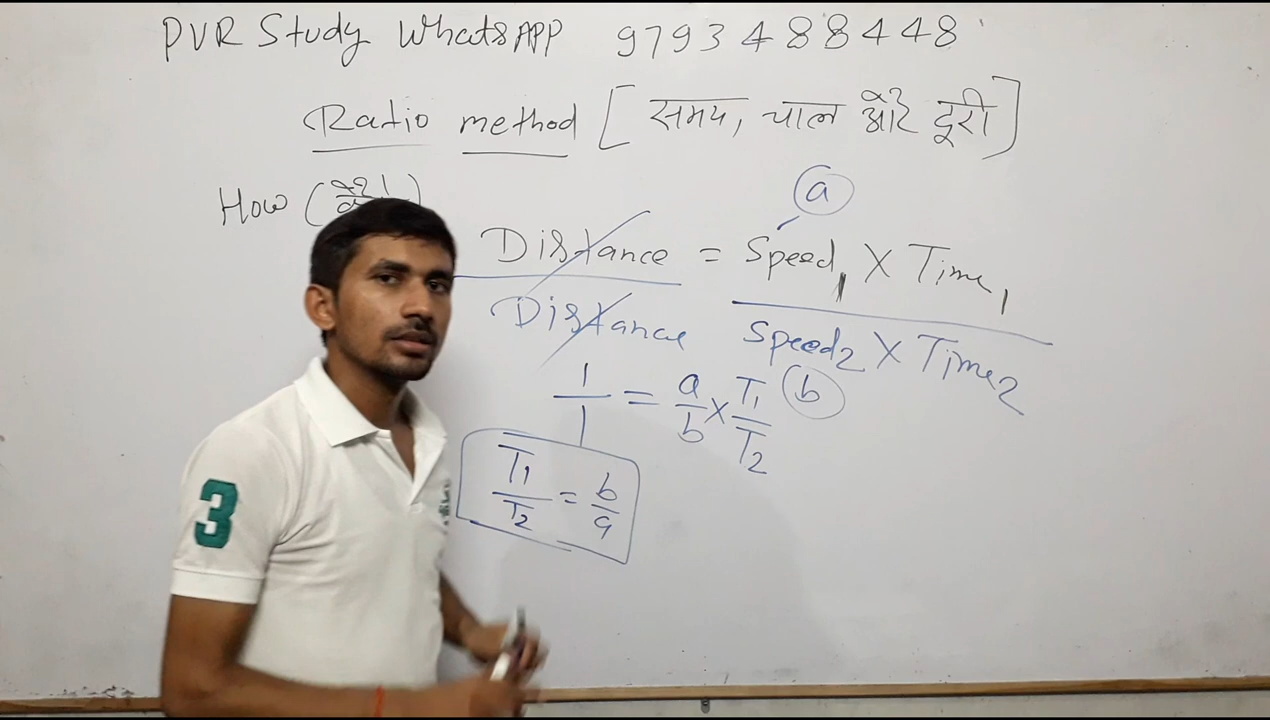 PVR Study WhatsAPP 9793488448
Ratio method [समय, चाल और दूरी]
How (
a
Distance = Speed1 X Time1
Distance Speed2 X Time2
b
1/1 = a/b X T1/T2
T1/T2 = b/a
3